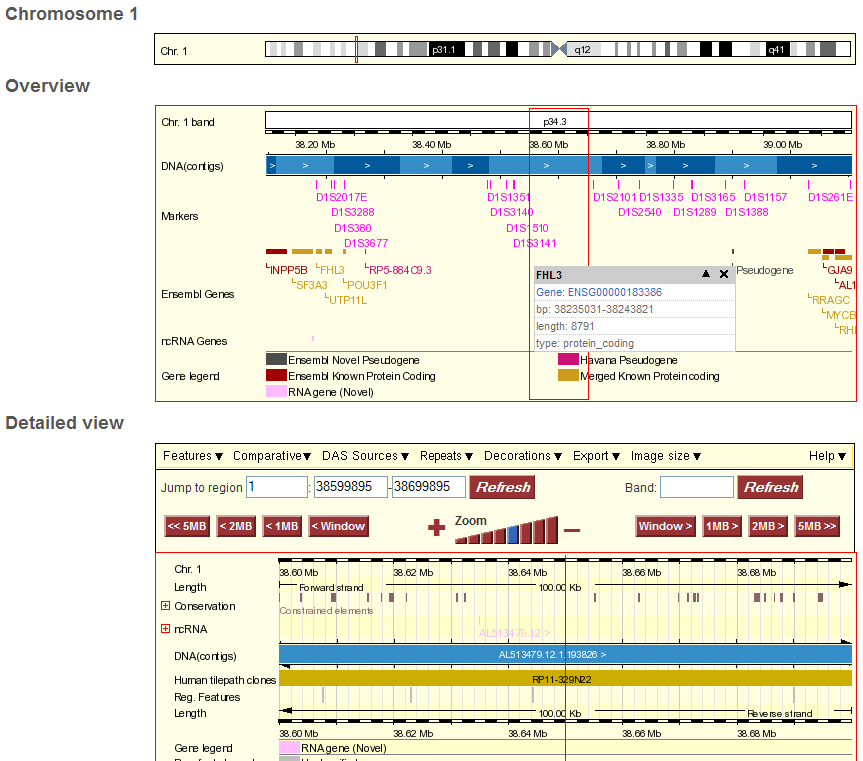 Chromosome 1
Chr. 1
p31.1
q12
q41
Overview
Chr. 1 band
p34.3
38.20 Mb 38.40 Mb 38.60 Mb 38.80 Mb 39.00 Mb
DNA(contigs) > > > > > > > > > >
Markers
D1S2017E D1S1351 D1S2101 D1S1335 D1S3165 D1S1157 D1S261E
D1S3288 D1S3140 D1S2540 D1S1289 D1S1388
D1S380 D1S1510
D1S3677 D1S3141
Ensembl Genes
INPP5B FHL3 RP5-884C9.3 Pseudogene GJA9
SF3A3 POU3F1 AL1
UTP11L RRAGC
MYCB
RHI
FHL3
Gene: ENSG00000183386
bp: 38235031-38243821
length: 8791
type: protein_coding
ncRNA Genes
Gene legend
Ensembl Novel Pseudogene Havana Pseudogene
Ensembl Known Protein Coding Merged Known Protein coding
RNA gene (Novel)
Detailed view
Features Comparative DAS Sources Repeats Decorations Export Image size Help
Jump to region 1 : 38599895 - 38699895 Refresh Band: Refresh
<< 5MB < 2MB < 1MB < Window Zoom Window > 1MB > 2MB > 5MB >>
Chr. 1 38.60 Mb 38.62 Mb 38.64 Mb 38.66 Mb 38.68 Mb
Length Forward strand 100.00 Kb
Conservation Constrained elements
ncRNA AL513479.12 >
DNA(contigs) AL513479.12.1.193826 >
Human tilepath clones RP11-329N22
Reg. Features
Length 100.00 Kb Reverse strand
38.60 Mb 38.62 Mb 38.64 Mb 38.66 Mb 38.68 Mb
Gene legend RNA gene (Novel)